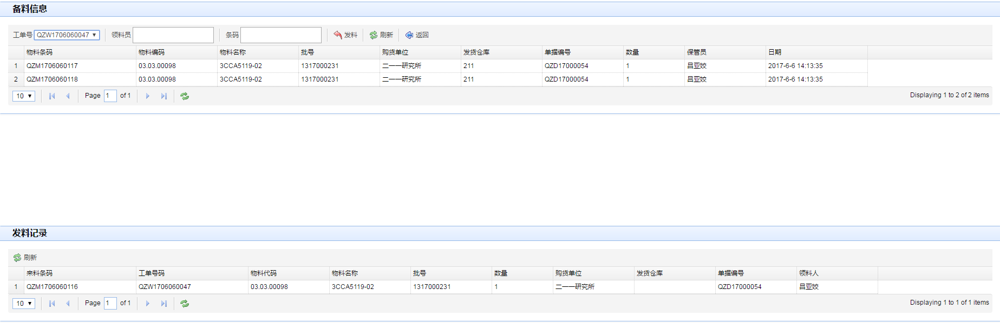 备料信息
工单号 QZW1706060047 领料员 条码 发料 刷新 返回
物料条码 物料编码 物料名称 批号 购货单位 发货仓库 单据编号 数量 保管员 日期
1 QZM1706060117 03.03.00098 3CCA5119-02 1317000231 二一一研究所 211 QZD17000054 1 吕亚姣 2017-6-6 14:13:35
2 QZM1706060118 03.03.00098 3CCA5119-02 1317000231 二一一研究所 211 QZD17000054 1 吕亚姣 2017-6-6 14:13:35
10 Page 1 of 1 Displaying 1 to 2 of 2 items
发料记录
刷新
来料条码 工单号码 物料代码 物料名称 批号 数量 购货单位 发货仓库 单据编号 领料人
1 QZM1706060116 QZW1706060047 03.03.00098 3CCA5119-02 1317000231 1 二一一研究所 QZD17000054 吕亚姣
10 Page 1 of 1 Displaying 1 to 1 of 1 items